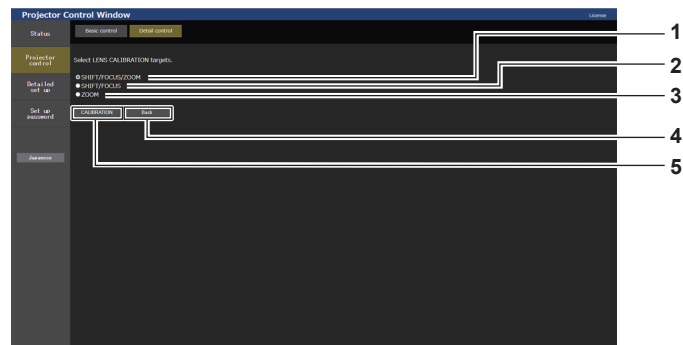 Projector Control Window
License
Status
Basic control
Detail control
Projector control
Select LENS CALIBRATION targets.
SHIFT/FOCUS/ZOOM
SHIFT/FOCUS
ZOOM
Detailed set up
Set up password
CALIBRATION
Back
Japanese
1
2
3
4
5